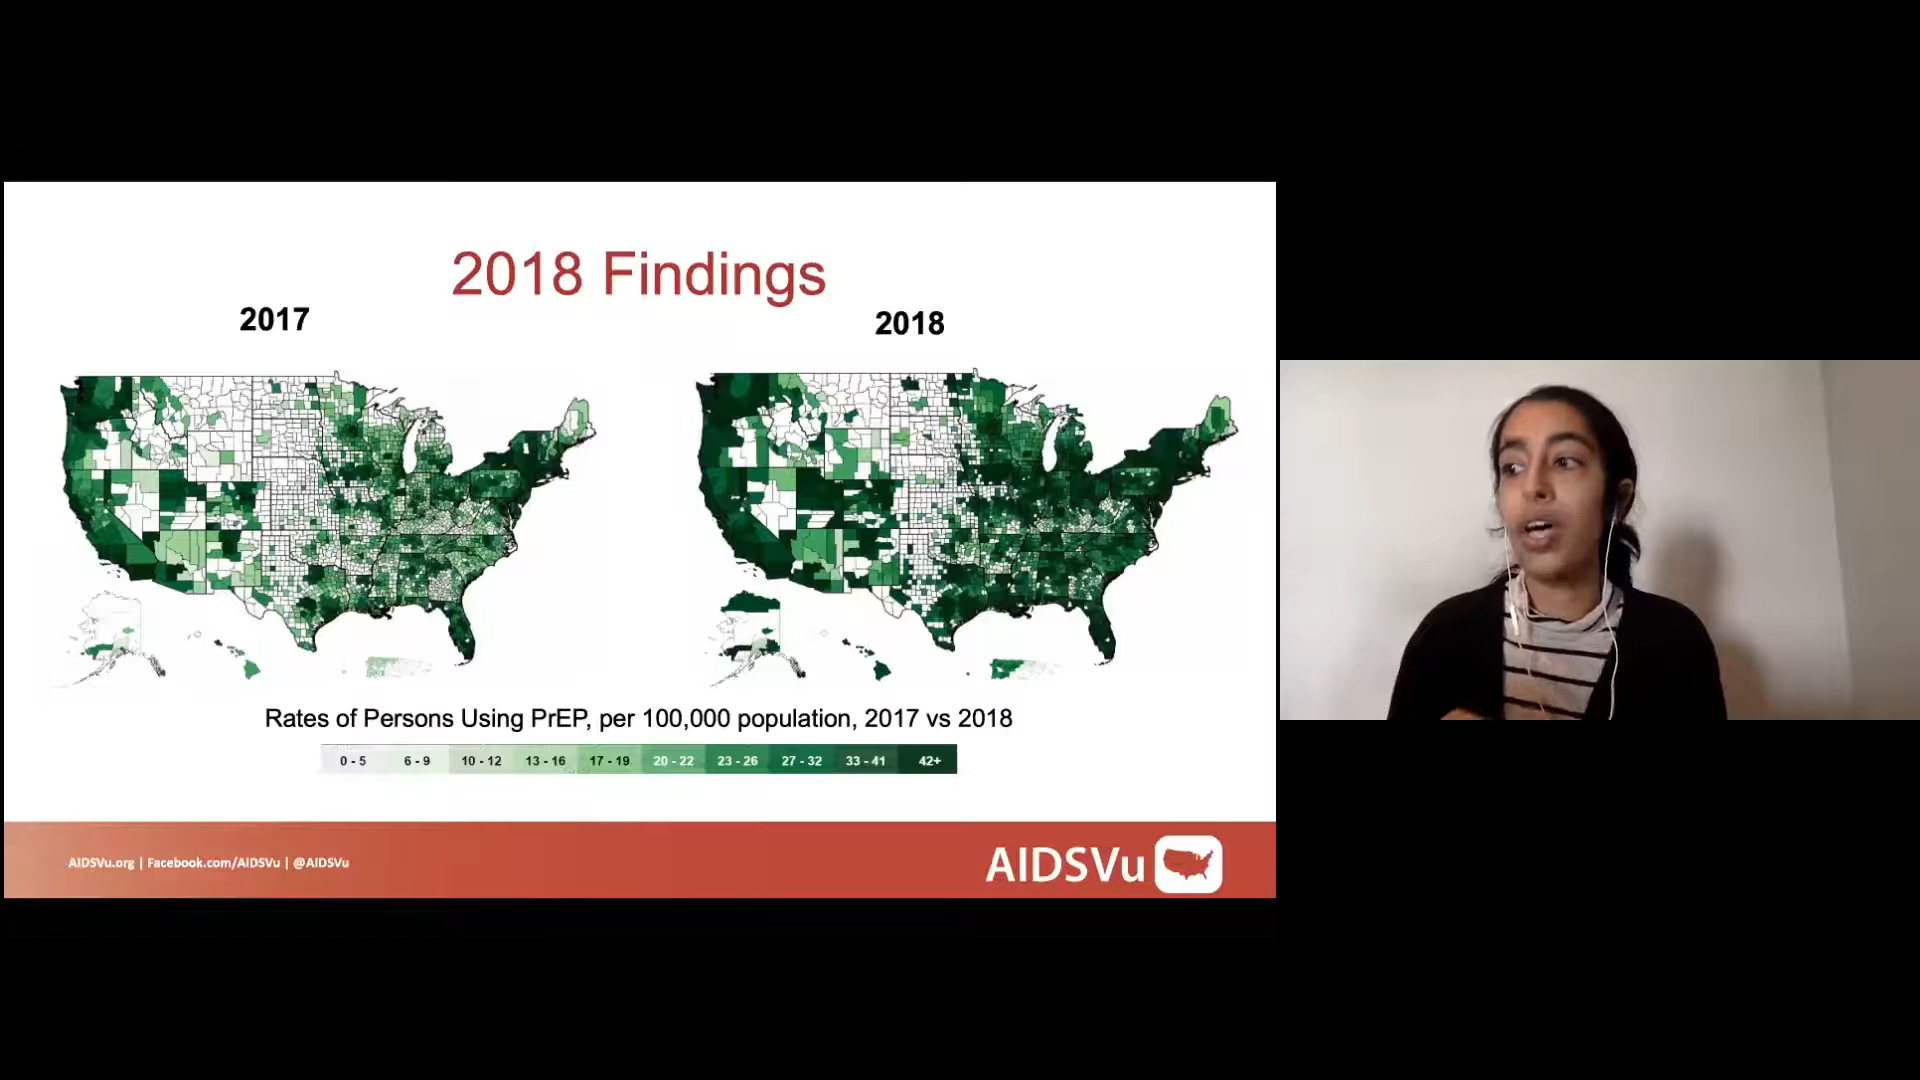 2018 Findings
2017
2018
Rates of Persons Using PrEP, per 100,000 population, 2017 vs 2018
0 - 5 6 - 9 10 - 12 13 - 16 17 - 19 20 - 22 23 - 26 27 - 32 33 - 41 42+
AIDSVu.org | Facebook.com/AIDSVu | @AIDSVu
AIDSVu